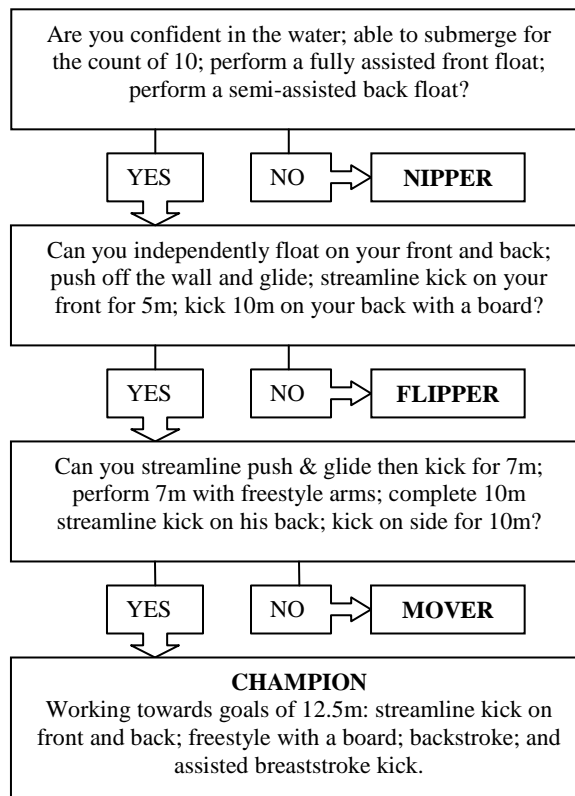 Are you confident in the water; able to submerge for
the count of 10; perform a fully assisted front float;
perform a semi-assisted back float?
YES
NO
NIPPER
Can you independently float on your front and back;
push off the wall and glide; streamline kick on your
front for 5m; kick 10m on your back with a board?
YES
NO
FLIPPER
Can you streamline push & glide then kick for 7m;
perform 7m with freestyle arms; complete 10m
streamline kick on his back; kick on side for 10m?
YES
NO
MOVER
CHAMPION
Working towards goals of 12.5m: streamline kick on
front and back; freestyle with a board; backstroke; and
assisted breaststroke kick.